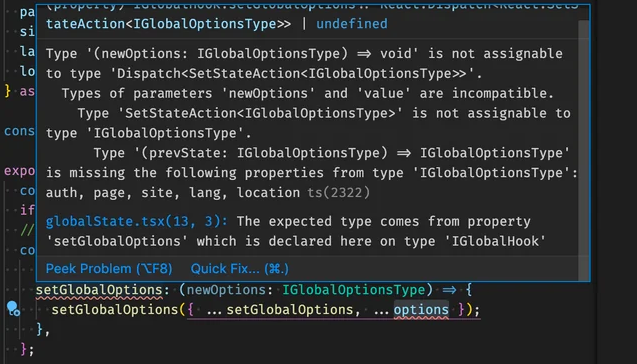 (property) IGlobalHook.setGlobalOptions: React.Dispatch<React.SetS
tateAction<IGlobalOptionsType>> | undefined
pa
si
Type '(newOptions: IGlobalOptionsType) => void' is not assignable
la
to type 'Dispatch<SetStateAction<IGlobalOptionsType>>'.
lo
} as
Types of parameters 'newOptions' and 'value' are incompatible.
Type 'SetStateAction<IGlobalOptionsType>' is not assignable to
cons
type 'IGlobalOptionsType'.
Type '(prevState: IGlobalOptionsType) => IGlobalOptionsType'
expo
is missing the following properties from type 'IGlobalOptionsType':
co
auth, page, site, lang, location ts(2322)
if
globalState.tsx(13, 3): The expected type comes from property
//
'setGlobalOptions' which is declared here on type 'IGlobalHook'
co
Peek Problem (⌥F8) Quick Fix... (⌘.)
setGlobalOptions: (newOptions: IGlobalOptionsType) => {
setGlobalOptions({ ...setGlobalOptions, ...options });
},
};